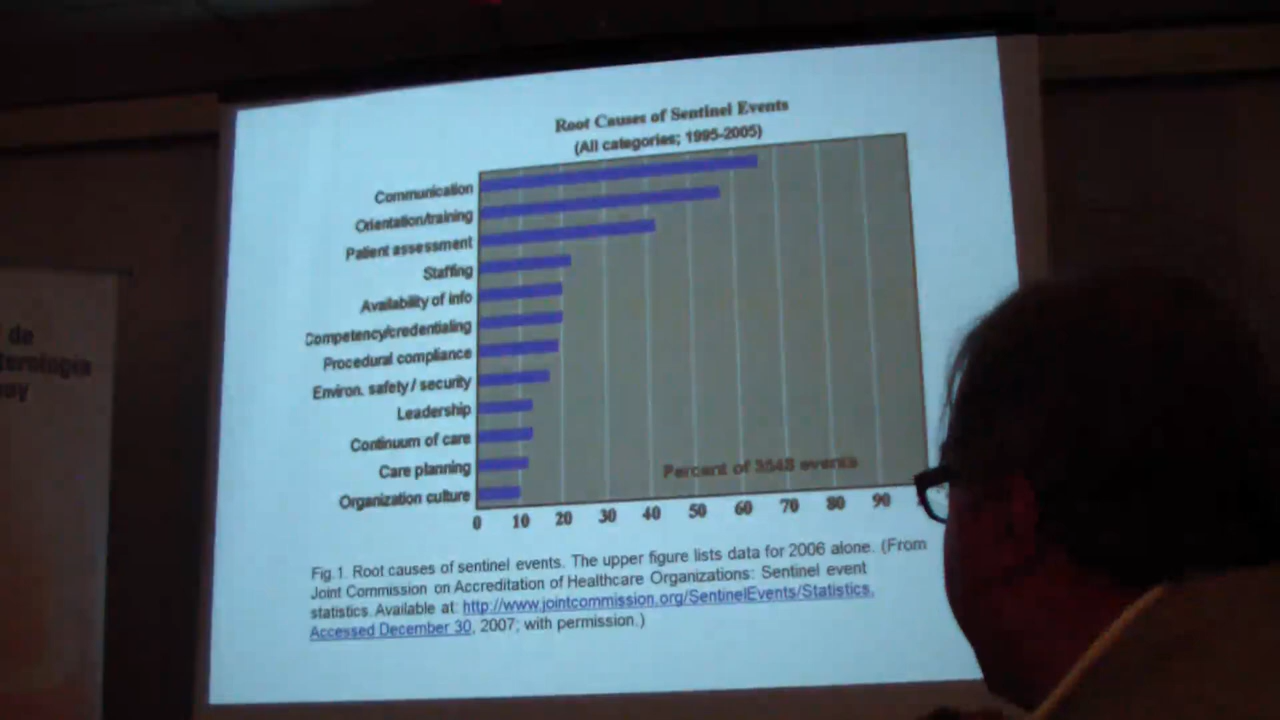 Root Causes of Sentinel Events
(All categories; 1995-2005)
Communication
Orientation/training
Patient assessment
Staffing
Availability of info
Competency/credentialing
Procedural compliance
Environ. safety / security
Leadership
Continuum of care
Care planning
Organization culture
Percent of 3548 events
0 10 20 30 40 50 60 70 80 90
Fig.1. Root causes of sentinel events. The upper figure lists data for 2006 alone. (From
Joint Commission on Accreditation of Healthcare Organizations: Sentinel event
statistics. Available at: http://www.jointcommission.org/SentinelEvents/Statistics.
Accessed December 30, 2007; with permission.)
de